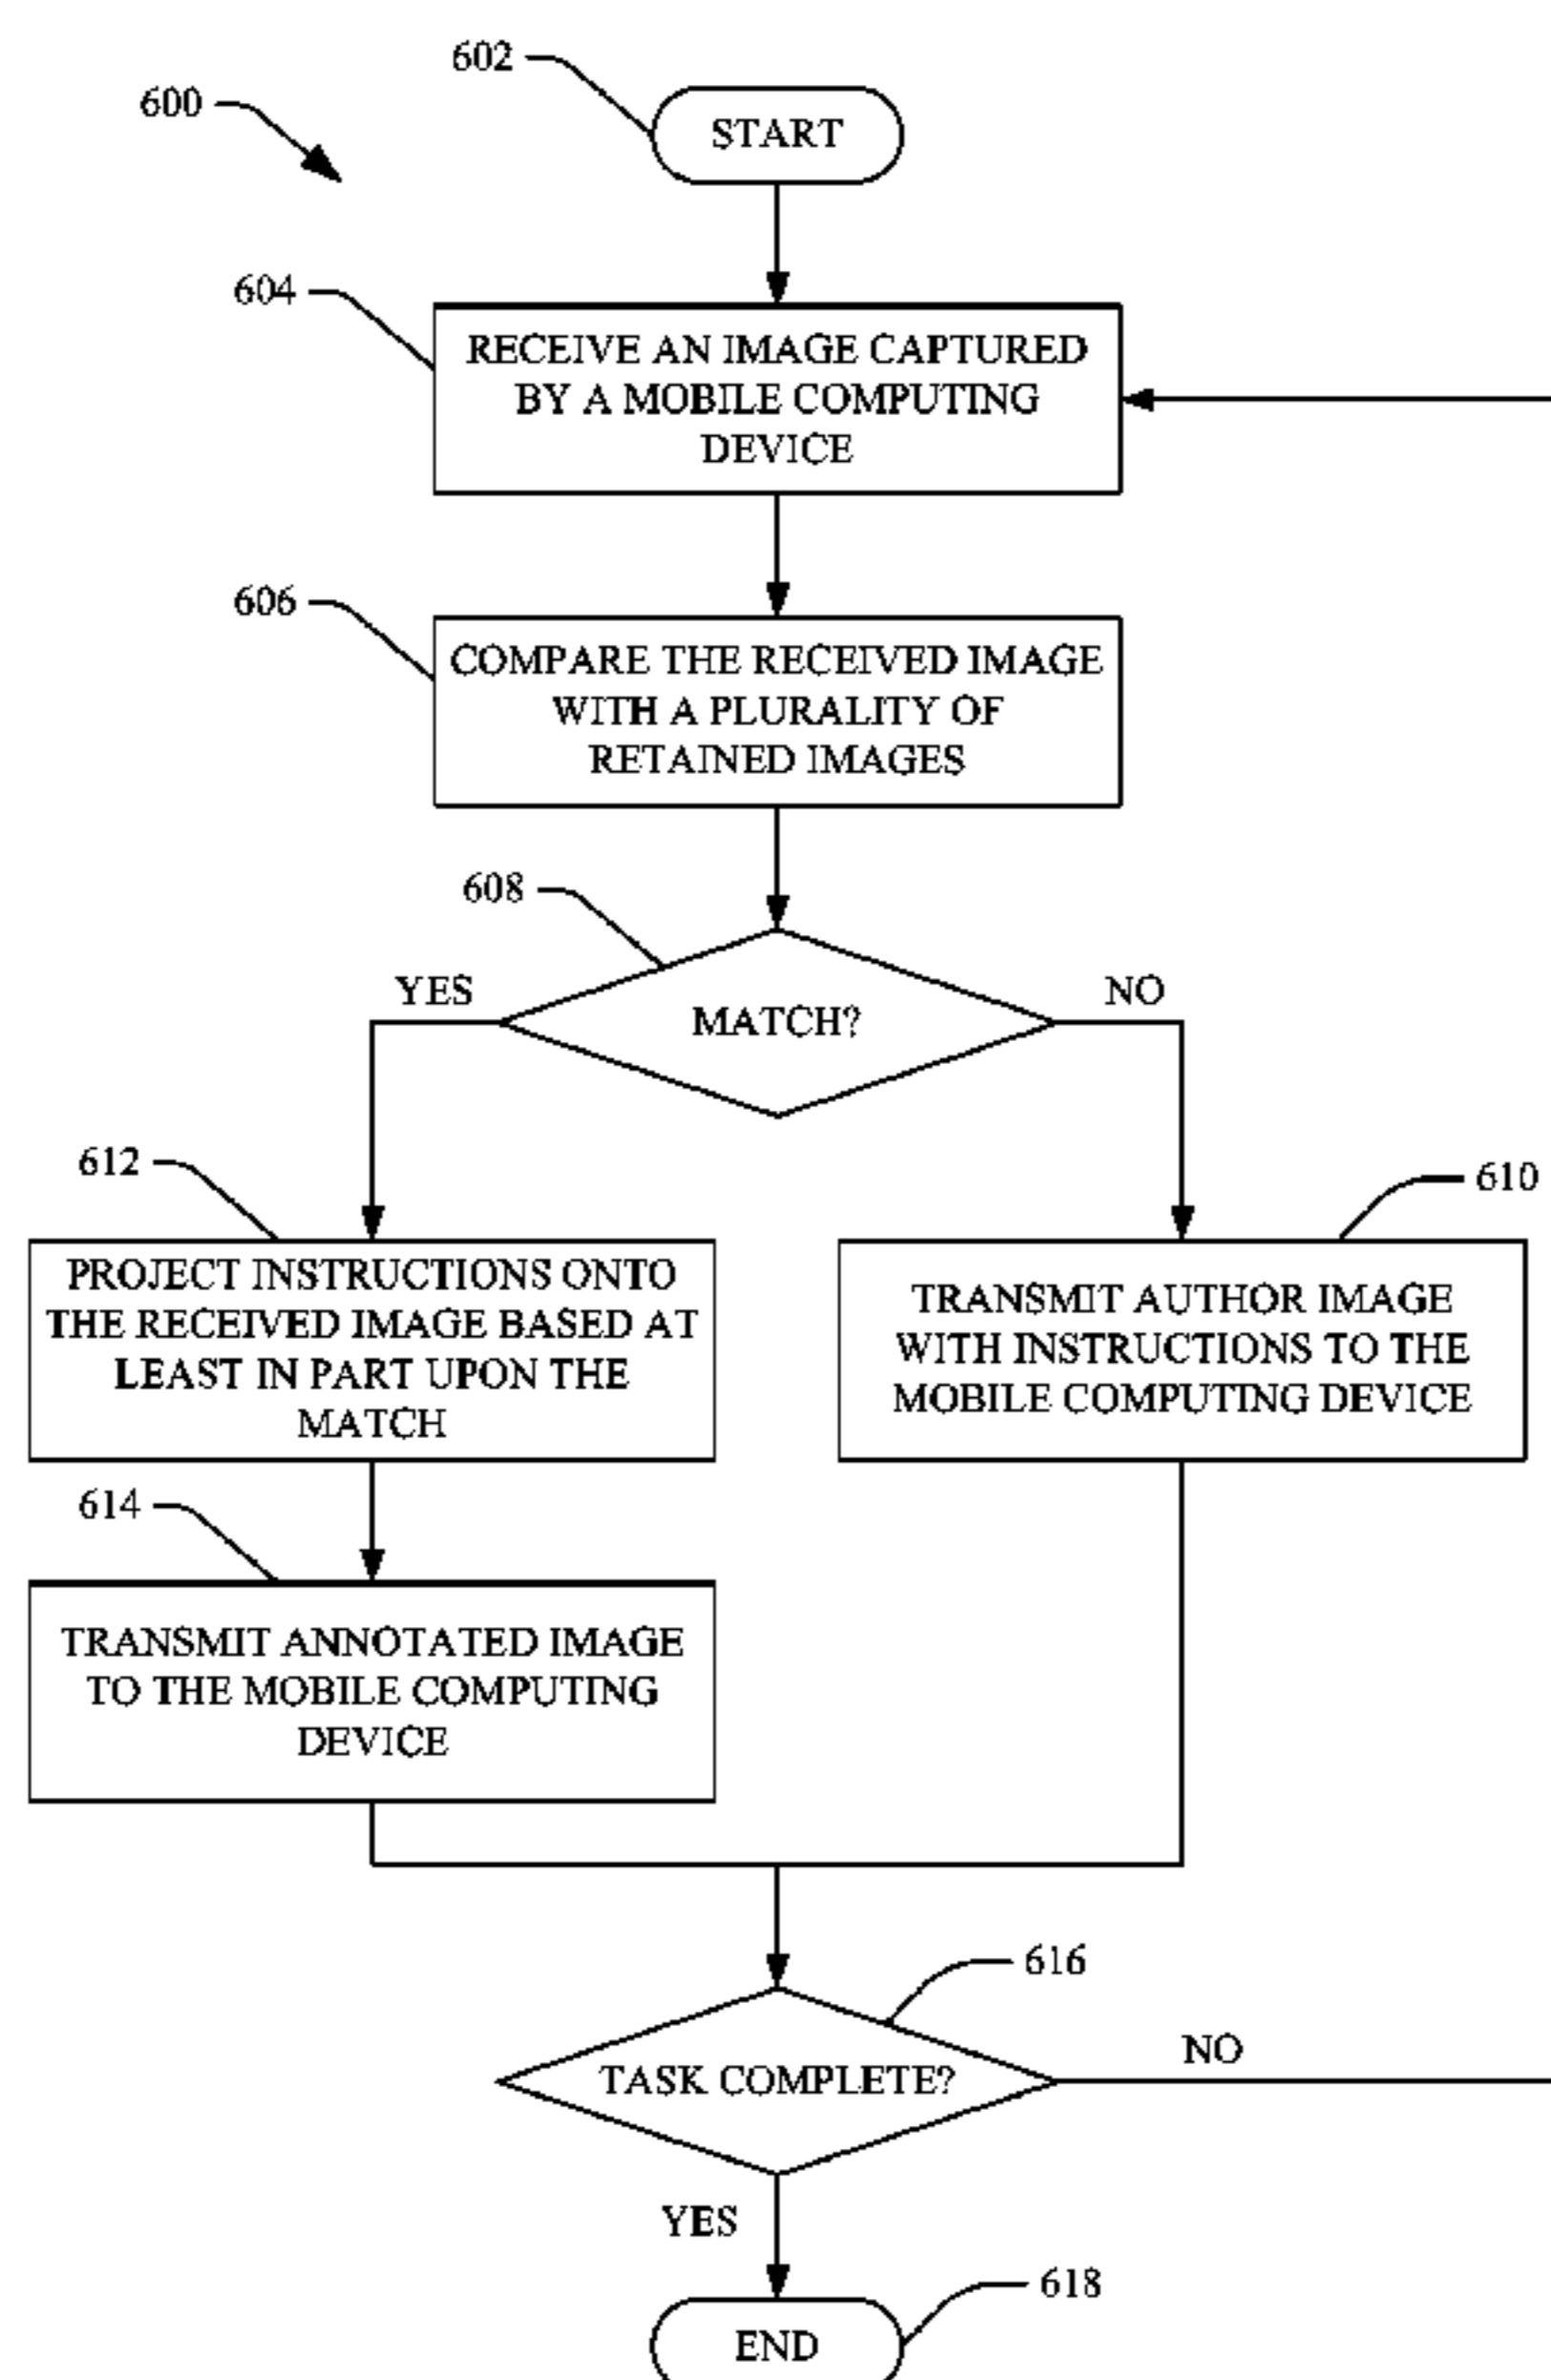 602
600
START
604
RECEIVE AN IMAGE CAPTURED
BY A MOBILE COMPUTING
DEVICE
606
COMPARE THE RECEIVED IMAGE
WITH A PLURALITY OF
RETAINED IMAGES
608
YES
NO
MATCH?
612
610
PROJECT INSTRUCTIONS ONTO
THE RECEIVED IMAGE BASED AT
LEAST IN PART UPON THE
MATCH
TRANSMIT AUTHOR IMAGE
WITH INSTRUCTIONS TO THE
MOBILE COMPUTING DEVICE
614
TRANSMIT ANNOTATED IMAGE
TO THE MOBILE COMPUTING
DEVICE
616
NO
TASK COMPLETE?
YES
618
END